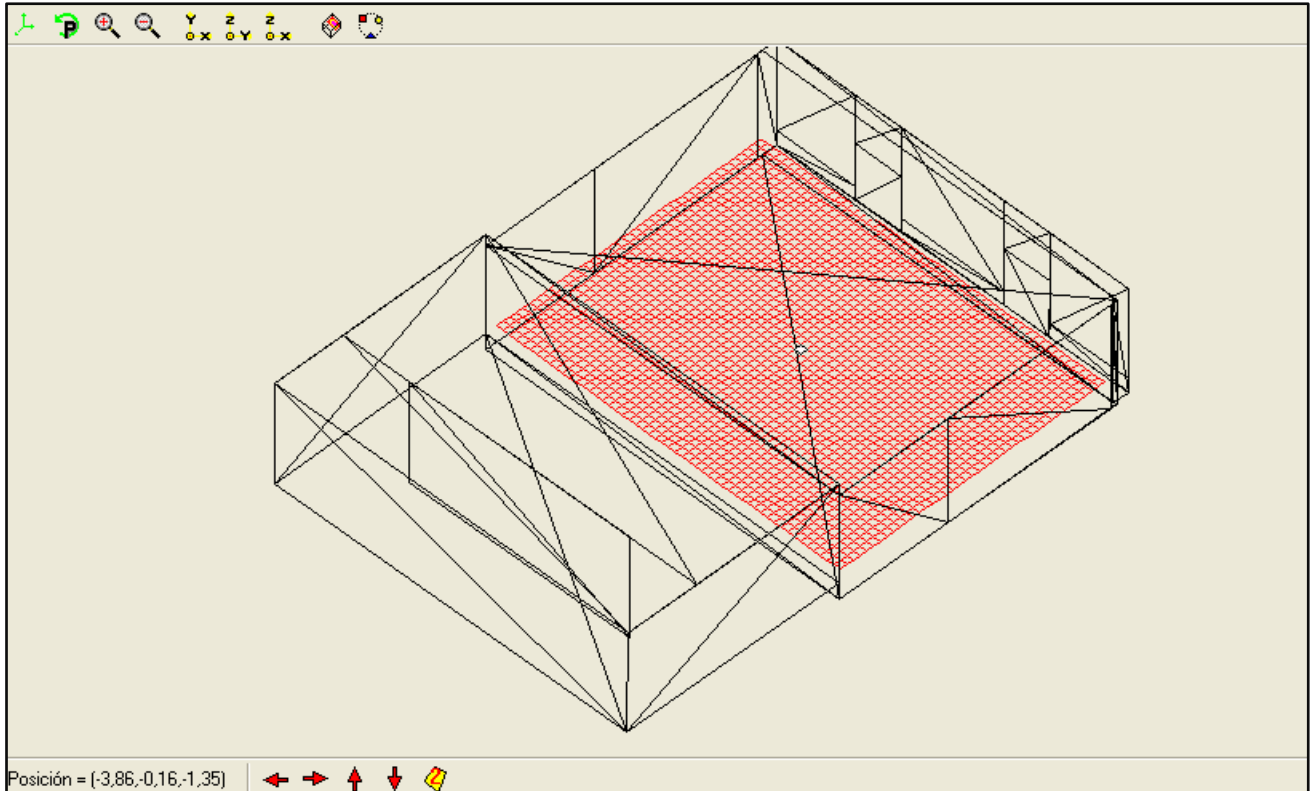 P
Y Z Z
o X o Y o X
Posición = (-3,86,-0,16,-1,35)